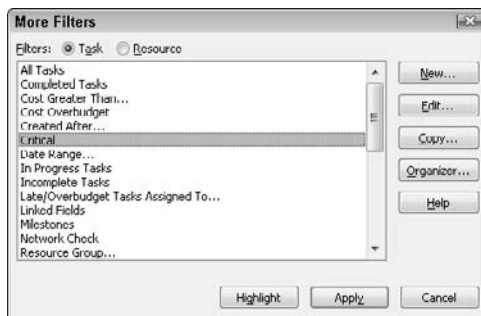 More Filters
Filters: Task Resource
All Tasks
Completed Tasks
Cost Greater Than...
Cost Overbudget
Created After...
Critical
Date Range...
In Progress Tasks
Incomplete Tasks
Late/Overbudget Tasks Assigned To...
Linked Fields
Milestones
Network Check
Resource Group...
New...
Edit...
Copy...
Organizer...
Help
Highlight Apply Cancel